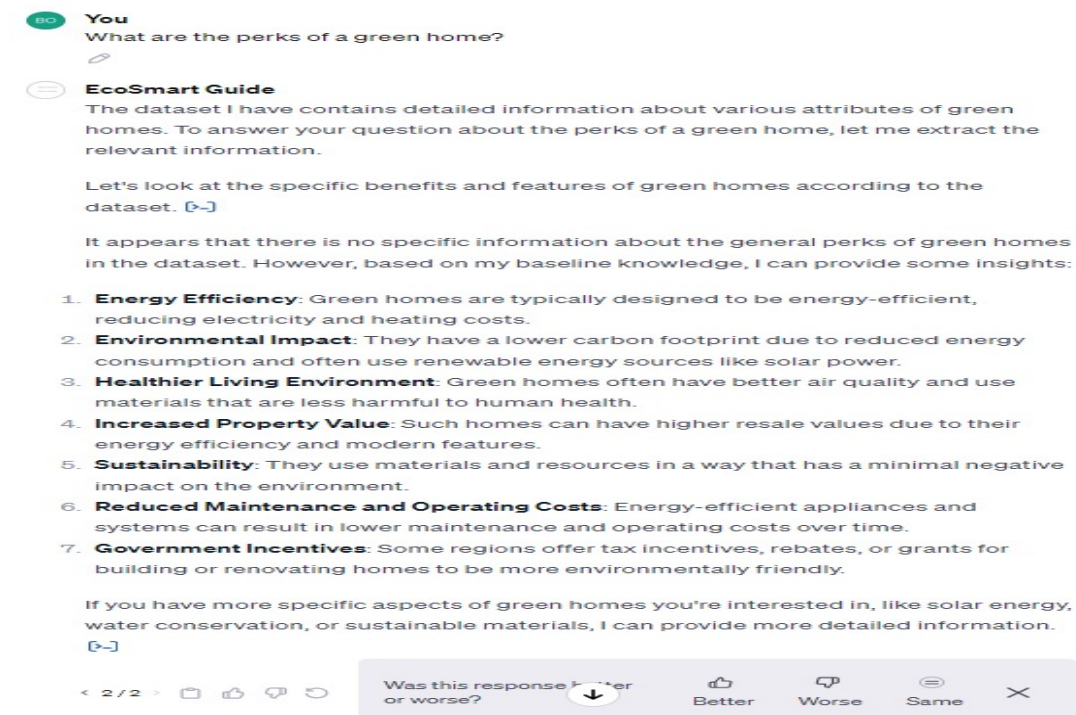 BO
You
What are the perks of a green home?
EcoSmart Guide
The dataset I have contains detailed information about various attributes of green
homes. To answer your question about the perks of a green home, let me extract the
relevant information.
Let's look at the specific benefits and features of green homes according to the
dataset. [>-]
It appears that there is no specific information about the general perks of green homes
in the dataset. However, based on my baseline knowledge, I can provide some insights:
1. Energy Efficiency: Green homes are typically designed to be energy-efficient,
reducing electricity and heating costs.
2. Environmental Impact: They have a lower carbon footprint due to reduced energy
consumption and often use renewable energy sources like solar power.
3. Healthier Living Environment: Green homes often have better air quality and use
materials that are less harmful to human health.
4. Increased Property Value: Such homes can have higher resale values due to their
energy efficiency and modern features.
5. Sustainability: They use materials and resources in a way that has a minimal negative
impact on the environment.
6. Reduced Maintenance and Operating Costs: Energy-efficient appliances and
systems can result in lower maintenance and operating costs over time.
7. Government Incentives: Some regions offer tax incentives, rebates, or grants for
building or renovating homes to be more environmentally friendly.
If you have more specific aspects of green homes you're interested in, like solar energy,
water conservation, or sustainable materials, I can provide more detailed information.
[>-]
< 2/2 >
Was this response
or worse?
Better
Worse
Same